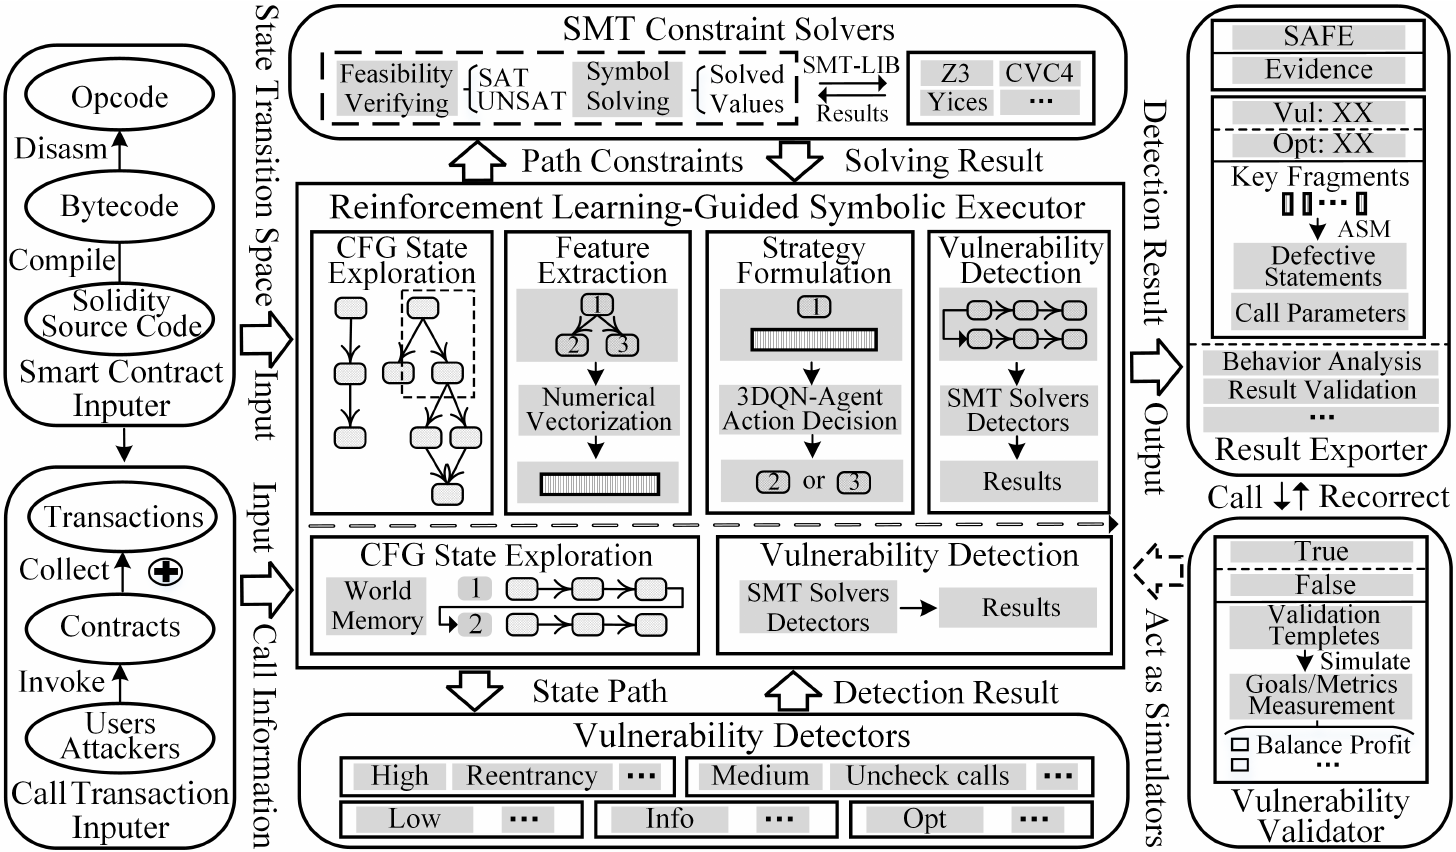 Opcode
Disasm
Bytecode
Compile
Solidity
Source Code
Smart Contract
Inputer
Transactions
Collect
Contracts
Invoke
Users
Attackers
Call Transaction
Inputer
State Transition Space
Input
Input
Call Information
SMT Constraint Solvers
Feasibility
Verifying
SAT
UNSAT
Symbol
Solving
Solved
Values
SMT-LIB
Results
Z3
CVC4
Yices
...
Path Constraints
Solving Result
Reinforcement Learning-Guided Symbolic Executor
CFG State
Exploration
Feature
Extraction
1
2
3
Numerical
Vectorization
Strategy
Formulation
1
3DQN-Agent
Action Decision
2 or 3
Vulnerability
Detection
SMT Solvers
Detectors
Results
CFG State Exploration
World
Memory
1
2
Vulnerability Detection
SMT Solvers
Detectors
Results
State Path
Detection Result
Vulnerability Detectors
High
Reentrancy
...
Medium
Uncheck calls
...
Low
...
Info
...
Opt
...
Detection Result
Output
Act as Simulators
SAFE
Evidence
Vul: XX
Opt: XX
Key Fragments
...
ASM
Defective
Statements
Call Parameters
Behavior Analysis
Result Validation
...
Result Exporter
Call
Recorrect
True
False
Validation
Templetes
Simulate
Goals/Metrics
Measurement
Balance Profit
...
Vulnerability
Validator